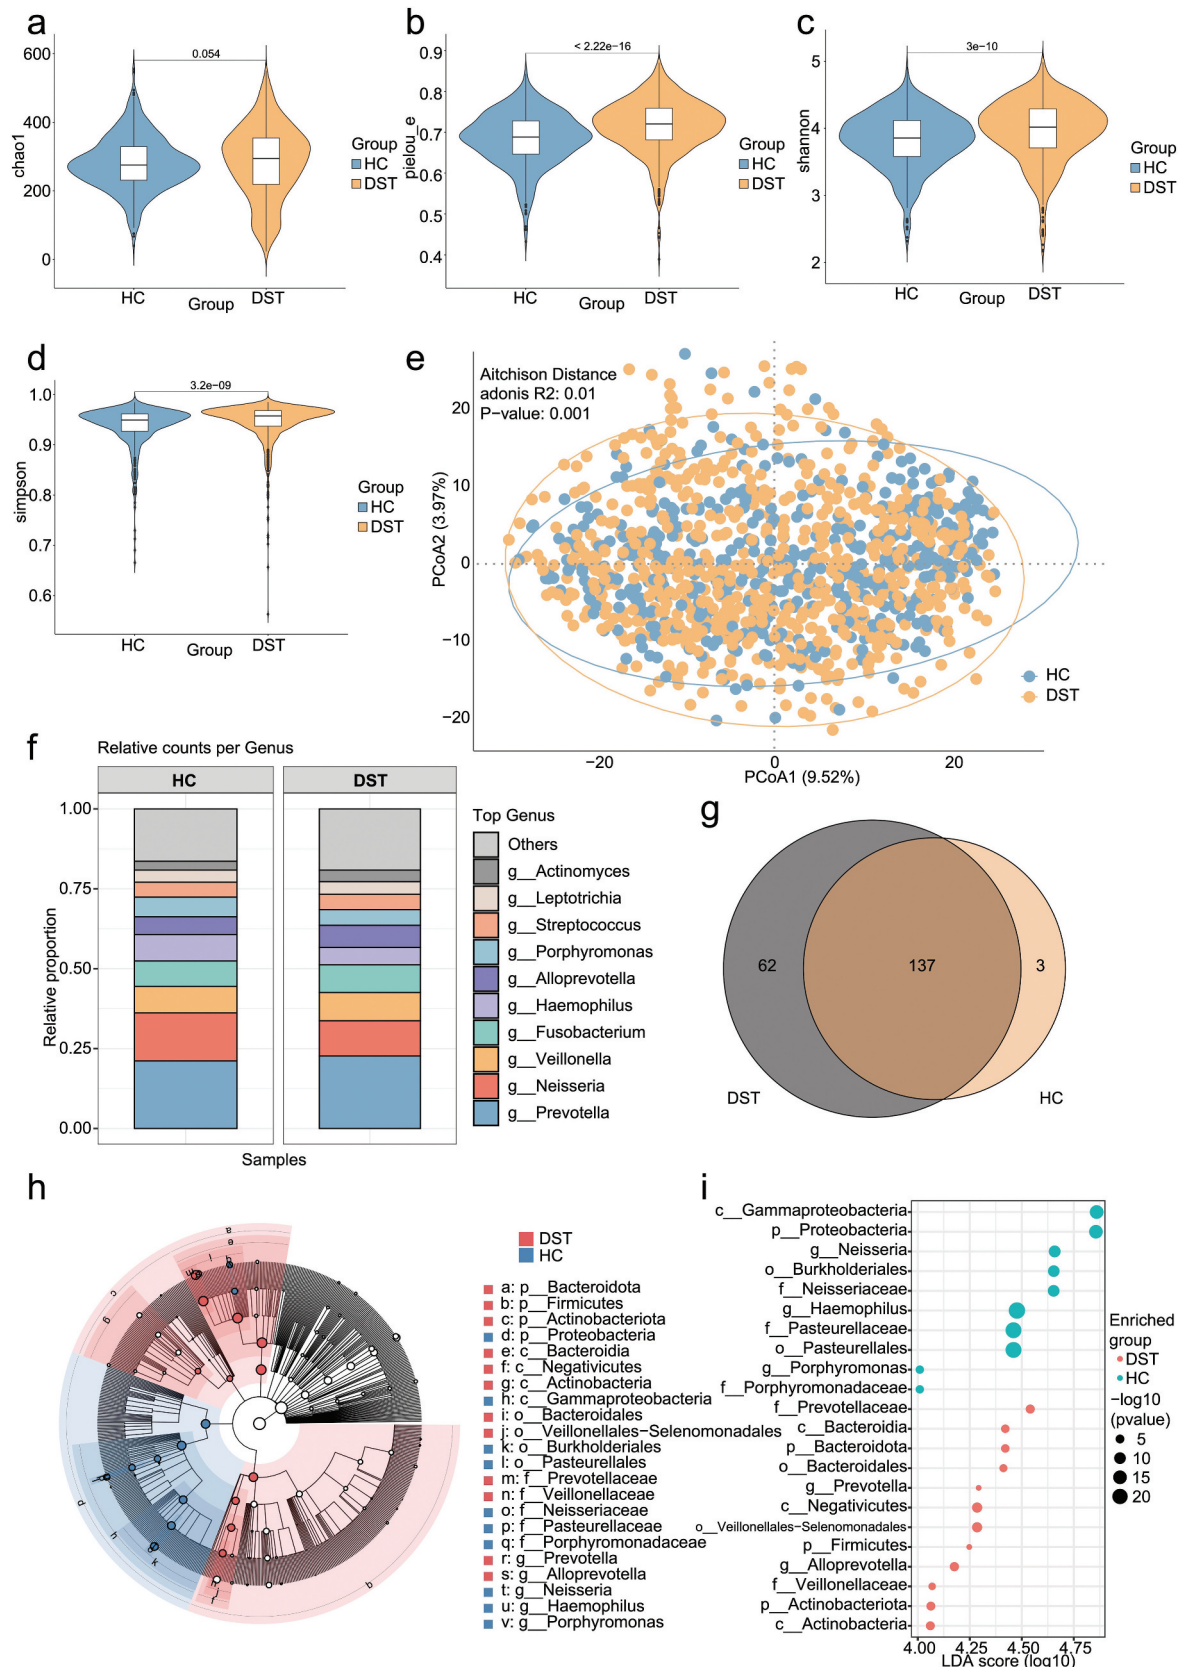 a
0.054
600
400
200
0
chao1
HC
Group
DST
Group
HC
DST
b
< 2.22e−16
0.9
0.8
0.7
0.6
0.5
0.4
pielou_e
HC
Group
DST
Group
HC
DST
c
3e−10
5
4
3
2
shannon
HC
Group
DST
Group
HC
DST
d
3.2e−09
1.0
0.9
0.8
0.7
0.6
simpson
HC
Group
DST
Group
HC
DST
e
Aitchison Distance
adonis R2: 0.01
P−value: 0.001
20
10
0
−10
−20
PCoA2 (3.97%)
−20
0
20
PCoA1 (9.52%)
HC
DST
f
Relative counts per Genus
HC
DST
1.00
0.75
0.50
0.25
0.00
Relative proportion
Samples
Top Genus
Others
g__Actinomyces
g__Leptotrichia
g__Streptococcus
g__Porphyromonas
g__Alloprevotella
g__Haemophilus
g__Fusobacterium
g__Veillonella
g__Neisseria
g__Prevotella
g
62
137
3
DST
HC
h
DST
HC
a: p__Bacteroidota
b: p__Firmicutes
c: p__Actinobacteriota
d: p__Proteobacteria
e: c__Bacteroidia
f: c__Negativicutes
g: c__Actinobacteria
h: c__Gammaproteobacteria
i: o__Bacteroidales
j: o__Veillonellales−Selenomonadales
k: o__Burkholderiales
l: o__Pasteurellales
m: f__Prevotellaceae
n: f__Veillonellaceae
o: f__Neisseriaceae
p: f__Pasteurellaceae
q: f__Porphyromonadaceae
r: g__Prevotella
s: g__Alloprevotella
t: g__Neisseria
u: g__Haemophilus
v: g__Porphyromonas
i
c__Gammaproteobacteria
p__Proteobacteria
g__Neisseria
o__Burkholderiales
f__Neisseriaceae
g__Haemophilus
f__Pasteurellaceae
o__Pasteurellales
g__Porphyromonas
f__Porphyromonadaceae
f__Prevotellaceae
c__Bacteroidia
p__Bacteroidota
o__Bacteroidales
g__Prevotella
c__Negativicutes
o__Veillonellales−Selenomonadales
p__Firmicutes
g__Alloprevotella
f__Veillonellaceae
p__Actinobacteriota
c__Actinobacteria
4.00 4.25 4.50 4.75
LDA score (log10)
Enriched
group
DST
HC
−log10
(pvalue)
5
10
15
20